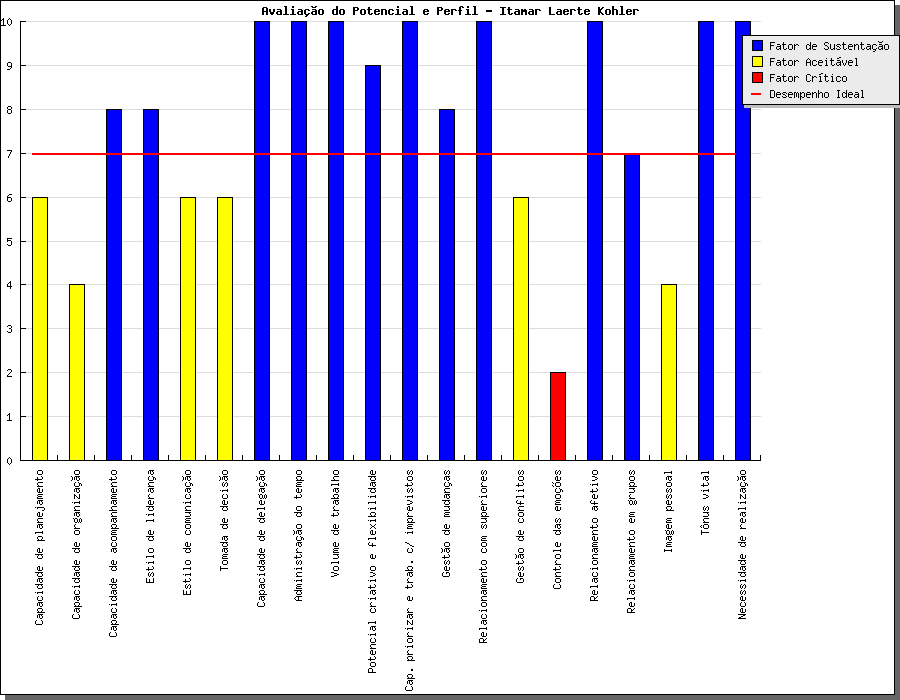 Avaliação do Potencial e Perfil - Itamar Laerte Kohler
10
9
8
7
6
5
4
3
2
1
0
Fator de Sustentação
Fator Aceitável
Fator Crítico
Desempenho Ideal
Capacidade de planejamento
Capacidade de organização
Capacidade de acompanhamento
Estilo de liderança
Estilo de comunicação
Tomada de decisão
Capacidade de delegação
Administração do tempo
Volume de trabalho
Potencial criativo e flexibilidade
Cap. priorizar e trab. c/ imprevistos
Gestão de mudanças
Relacionamento com superiores
Gestão de conflitos
Controle das emoções
Relacionamento afetivo
Relacionamento em grupos
Imagem pessoal
Tônus vital
Necessidade de realização